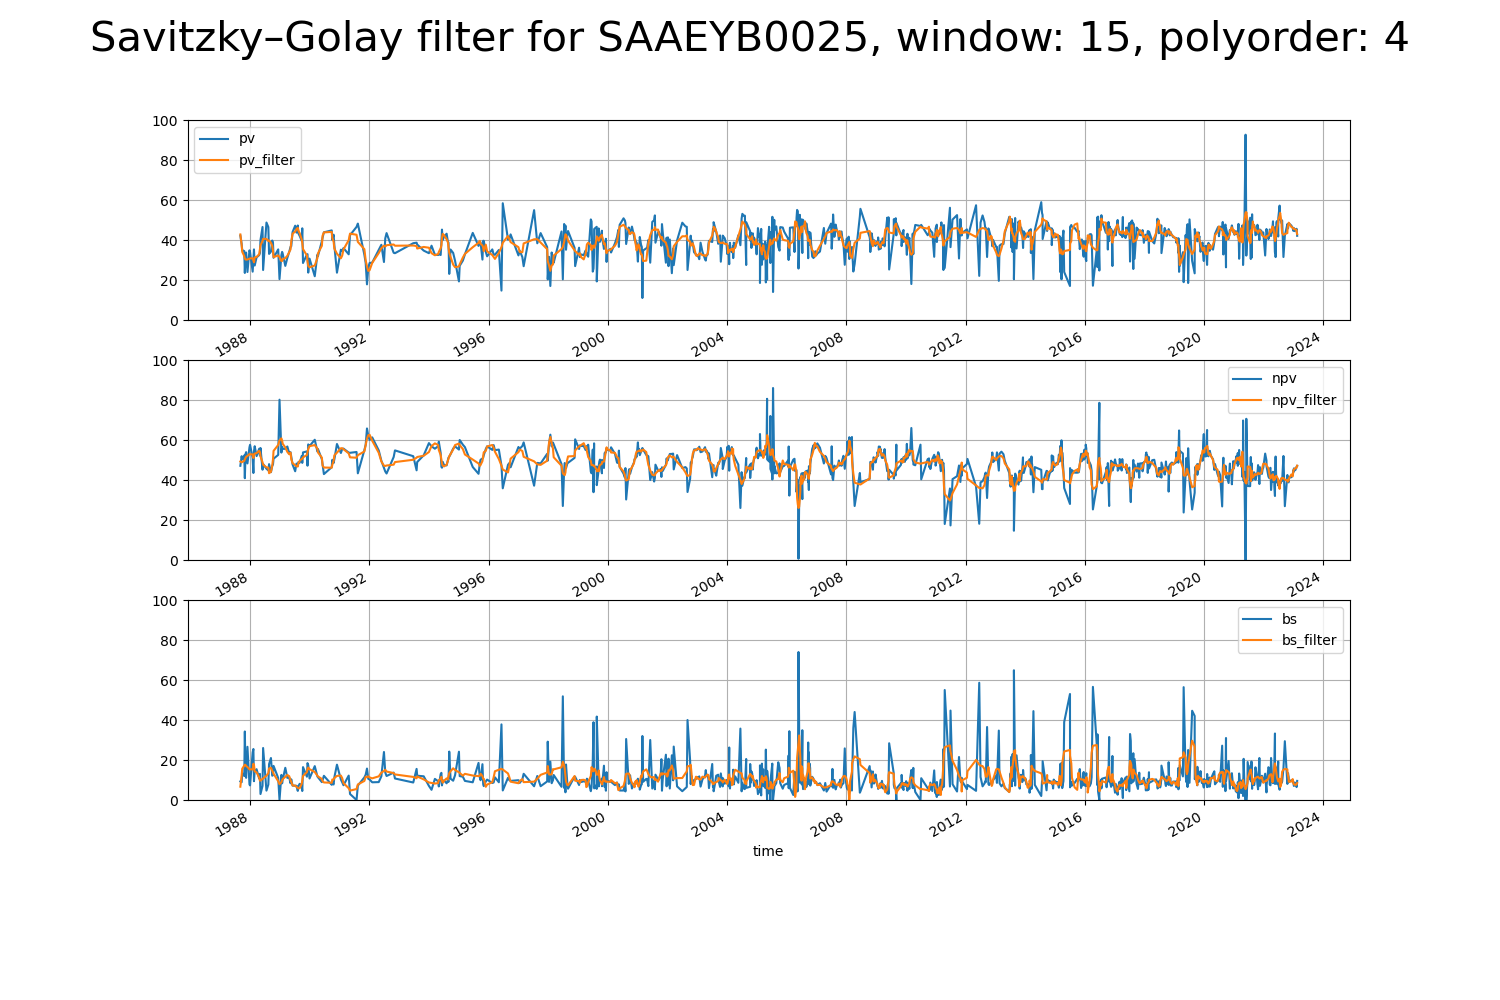 Savitzky–Golay filter for SAAEYB0025, window: 15, polyorder: 4
100
80
60
40
20
0
pv
pv_filter
1988 1992 1996 2000 2004 2008 2012 2016 2020 2024
100
80
60
40
20
0
npv
npv_filter
1988 1992 1996 2000 2004 2008 2012 2016 2020 2024
100
80
60
40
20
0
bs
bs_filter
1988 1992 1996 2000 2004 2008 2012 2016 2020 2024
time